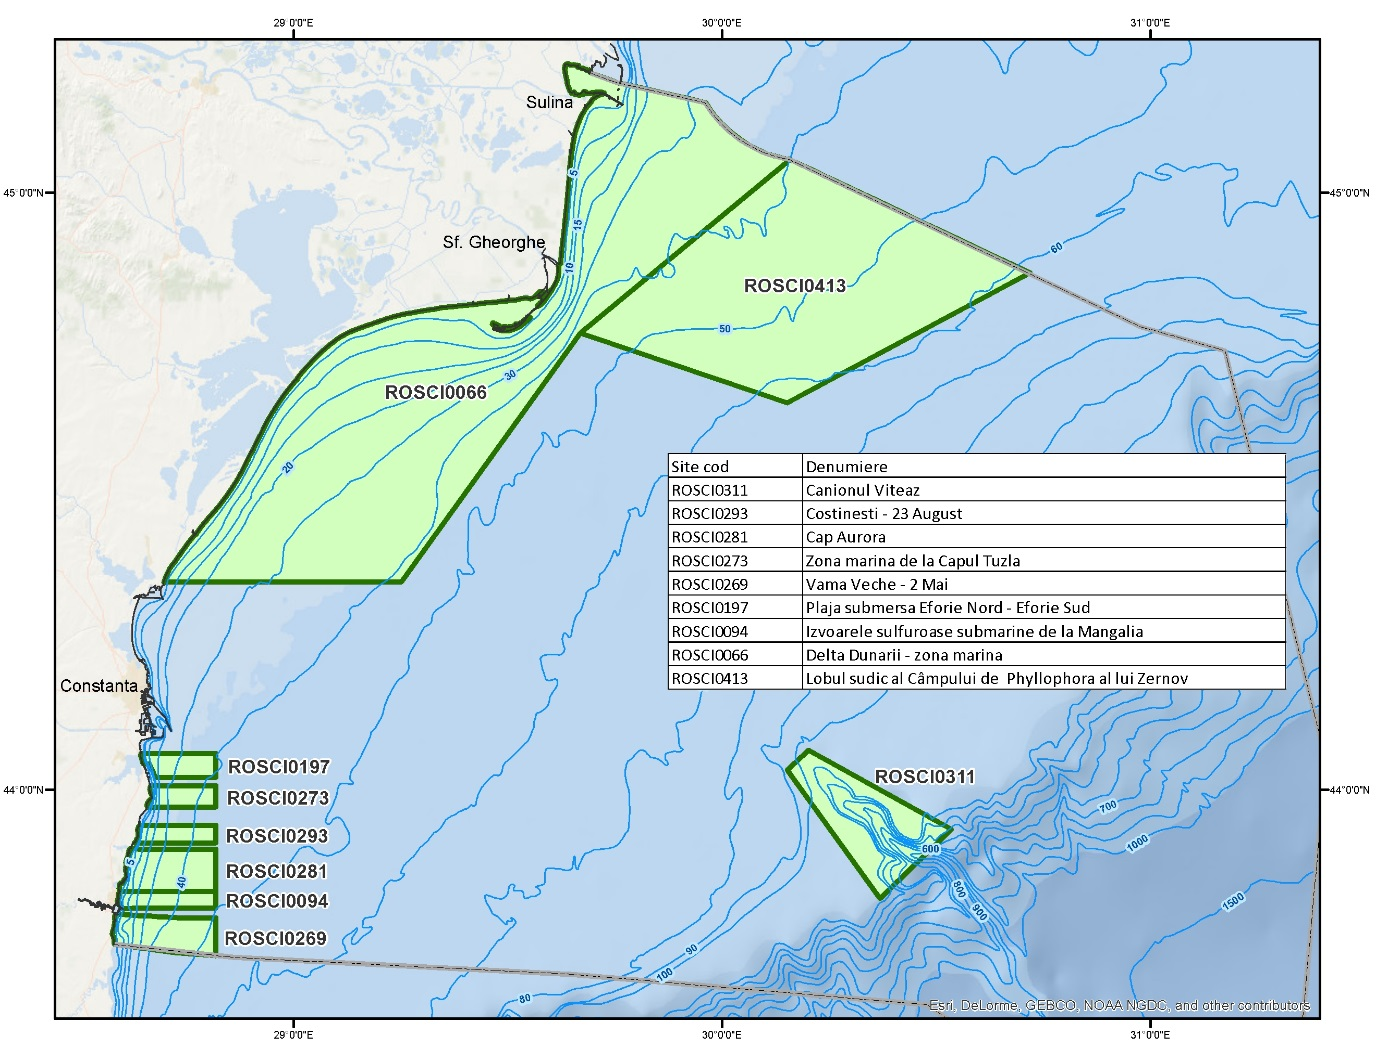 29°0'0"E 30°0'0"E 31°0'0"E
Sulina
45°0'0"N 45°0'0"N
5
15
Sf. Gheorghe
60
10
ROSCI0413
50
30
ROSCI0066
20
Site cod Denumiere
ROSCI0311 Canionul Viteaz
ROSCI0293 Costinesti - 23 August
ROSCI0281 Cap Aurora
ROSCI0273 Zona marina de la Capul Tuzla
ROSCI0269 Vama Veche - 2 Mai
ROSCI0197 Plaja submersa Eforie Nord - Eforie Sud
ROSCI0094 Izvoarele sulfuroase submarine de la Mangalia
ROSCI0066 Delta Dunarii - zona marina
ROSCI0413 Lobul sudic al Câmpului de Phyllophora al lui Zernov
Constanta
ROSCI0197
ROSCI0311
44°0'0"N 44°0'0"N
ROSCI0273
700
ROSCI0293
1000
600
5
ROSCI0281
40
800
ROSCI0094
1500
900
ROSCI0269
90
100
80
Esri, DeLorme, GEBCO, NOAA NGDC, and other contributors
29°0'0"E 30°0'0"E 31°0'0"E